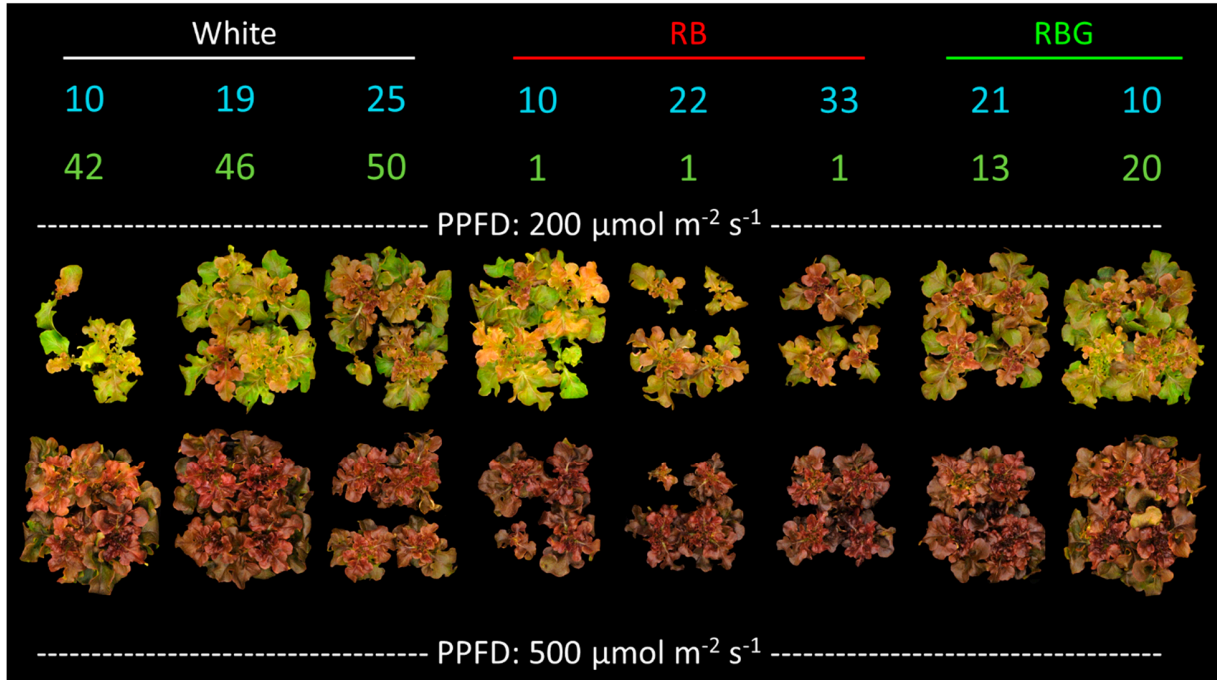 White RB RBG
10 19 25 10 22 33 21 10
42 46 50 1 1 1 13 20
PPFD: 200 µmol m⁻² s⁻¹
PPFD: 500 µmol m⁻² s⁻¹